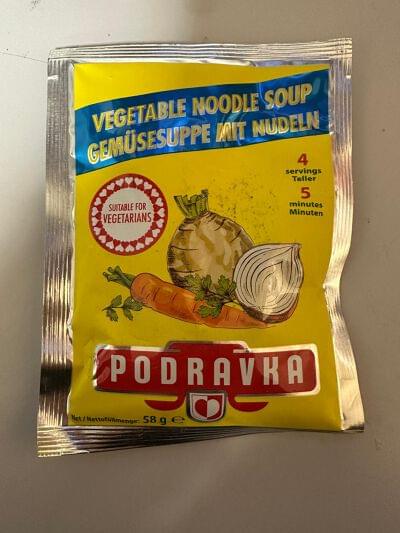 VEGETABLE NOODLE SOUP
GEMÜSESUPPE MIT NUDELN
4
servings
Teller
5
minutes
Minuten
SUITABLE FOR
VEGETARIANS
PODRAVKA
Net / Nettofüllmenge: 58 g ℮